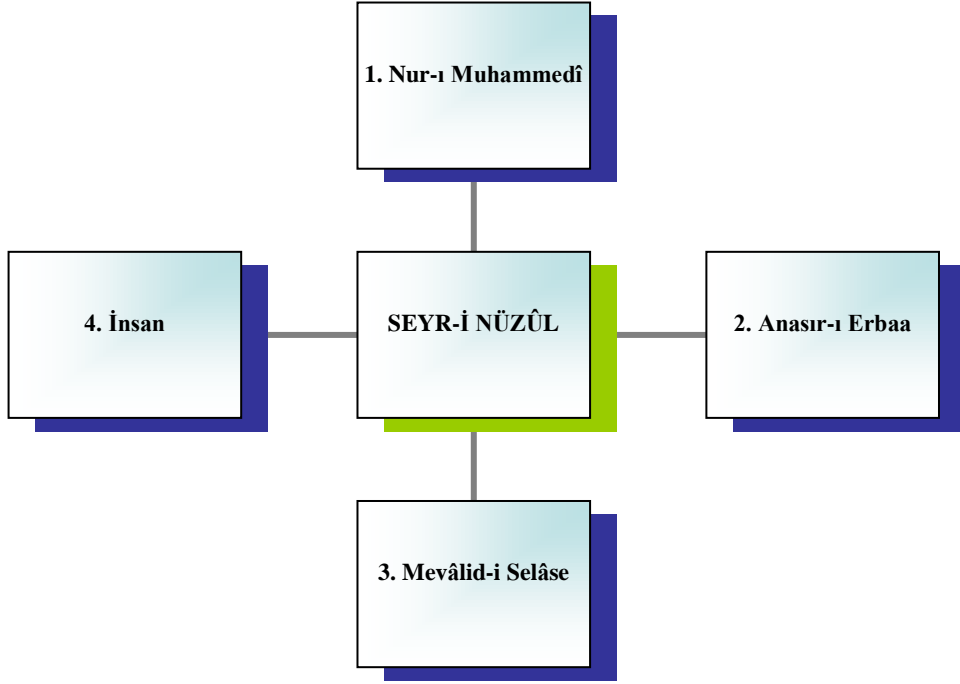 1. Nur-ı Muhammedî
4. İnsan
SEYR-İ NÜZÛL
2. Anasır-ı Erbaa
3. Mevâlid-i Selâse